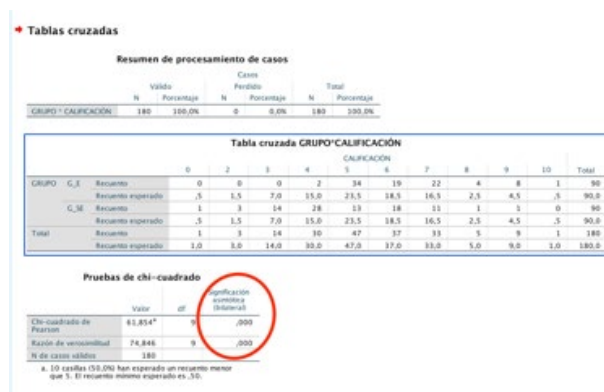 Tablas cruzadas
Resumen de procesamiento de casos
Casos
Válido Perdido Total
N Porcentaje N Porcentaje N Porcentaje
GRUPO * CALIFICACIÓN 180 100,0% 0 0,0% 180 100,0%
Tabla cruzada GRUPO*CALIFICACIÓN
CALIFICACIÓN
0 2 3 4 5 6 7 8 9 10 Total
GRUPO G_E Recuento 0 0 0 2 34 19 22 4 8 1 90
Recuento esperado ,5 1,5 7,0 15,0 23,5 18,5 16,5 2,5 4,5 ,5 90,0
G_SE Recuento 1 3 14 28 13 18 11 1 1 0 90
Recuento esperado ,5 1,5 7,0 15,0 23,5 18,5 16,5 2,5 4,5 ,5 90,0
Total Recuento 1 3 14 30 47 37 33 5 9 1 180
Recuento esperado 1,0 3,0 14,0 30,0 47,0 37,0 33,0 5,0 9,0 1,0 180,0
Pruebas de chi-cuadrado
Valor df Significación asintótica (bilateral)
Chi-cuadrado de Pearson 61,854ª 9 ,000
Razón de verosimilitud 74,846 9 ,000
N de casos válidos 180
a. 10 casillas (50,0%) han esperado un recuento menor
que 5. El recuento mínimo esperado es ,50.